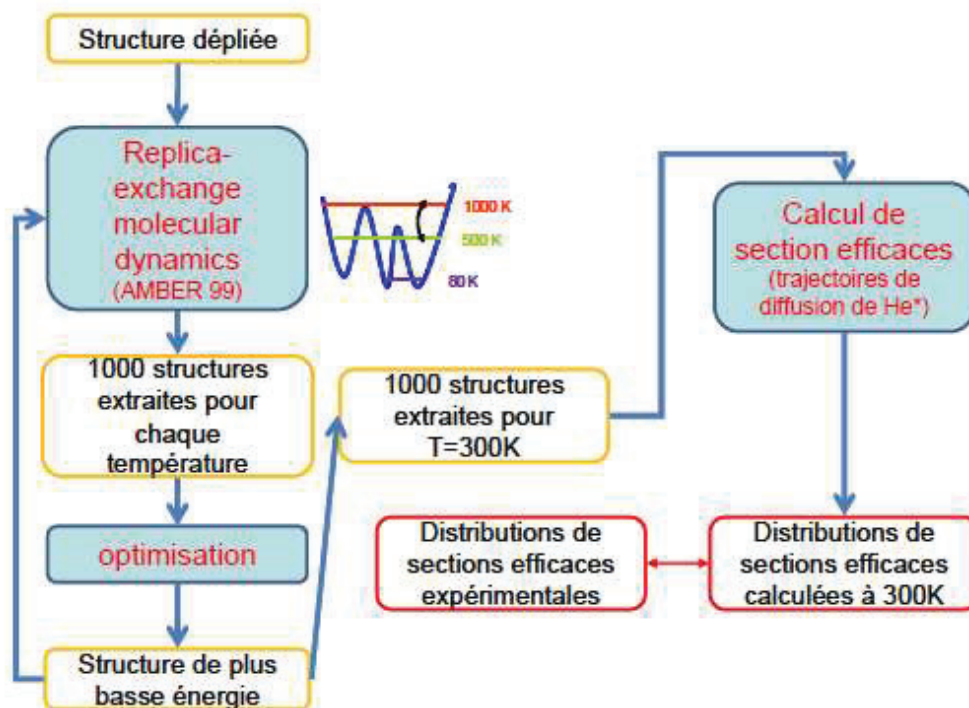 Structure dépliée
Replica-
exchange
molecular
dynamics
(AMBER 99)
1000 K
500 K
80 K
1000 structures
extraites pour
chaque
température
optimisation
Structure de plus
basse énergie
1000 structures
extraites pour
T=300K
Calcul de
section efficaces
(trajectoires de
diffusion de He*)
Distributions de
sections efficaces
expérimentales
Distributions de
sections efficaces
calculées à 300K